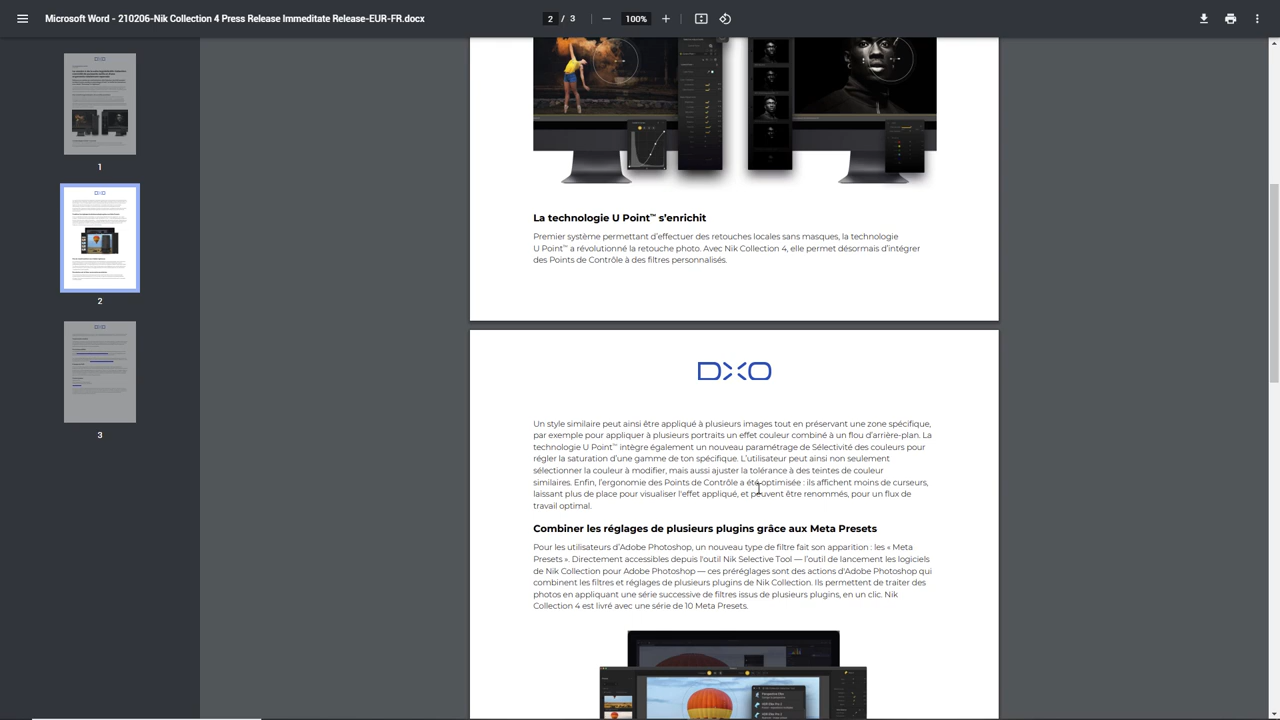 Microsoft Word - 210206-Nik Collection 4 Press Release Immeditate Release-EUR-FR.docx
2 / 3
100%
1
2
3
La technologie U Point™ s’enrichit
Premier système permettant d’effectuer des retouches locales sans masques, la technologie
U Point™ a révolutionné la retouche photo. Avec Nik Collection 4, elle permet désormais d’intégrer
des Points de Contrôle à des filtres personnalisés.
DXO
Un style similaire peut ainsi être appliqué à plusieurs images tout en préservant une zone spécifique,
par exemple pour appliquer à plusieurs portraits un effet couleur combiné à un flou d’arrière-plan. La
technologie U Point™ intègre également un nouveau paramétrage de Sélectivité des couleurs pour
régler la saturation d’une gamme de ton spécifique. L’utilisateur peut ainsi non seulement
sélectionner la couleur à modifier, mais aussi ajuster la tolérance à des teintes de couleur
similaires. Enfin, l’ergonomie des Points de Contrôle a été optimisée : ils affichent moins de curseurs,
laissant plus de place pour visualiser l’effet appliqué, et peuvent être renommés, pour un flux de
travail optimal.
Combiner les réglages de plusieurs plugins grâce aux Meta Presets
Pour les utilisateurs d’Adobe Photoshop, un nouveau type de filtre fait son apparition : les « Meta
Presets ». Directement accessibles depuis l’outil Nik Selective Tool — l’outil de lancement les logiciels
de Nik Collection pour Adobe Photoshop — ces préréglages sont des actions d’Adobe Photoshop qui
combinent les filtres et réglages de plusieurs plugins de Nik Collection. Ils permettent de traiter des
photos en appliquant une série successive de filtres issus de plusieurs plugins, en un clic. Nik
Collection 4 est livré avec une série de 10 Meta Presets.